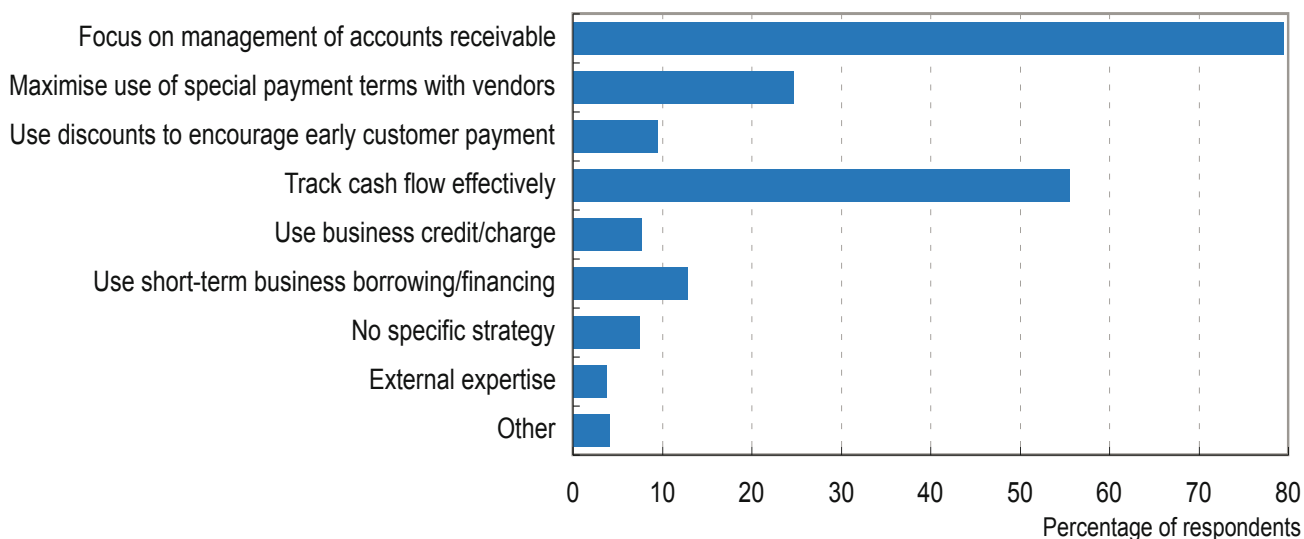 Focus on management of accounts receivable
Maximise use of special payment terms with vendors
Use discounts to encourage early customer payment
Track cash flow effectively
Use business credit/charge
Use short-term business borrowing/financing
No specific strategy
External expertise
Other
0 10 20 30 40 50 60 70 80
Percentage of respondents